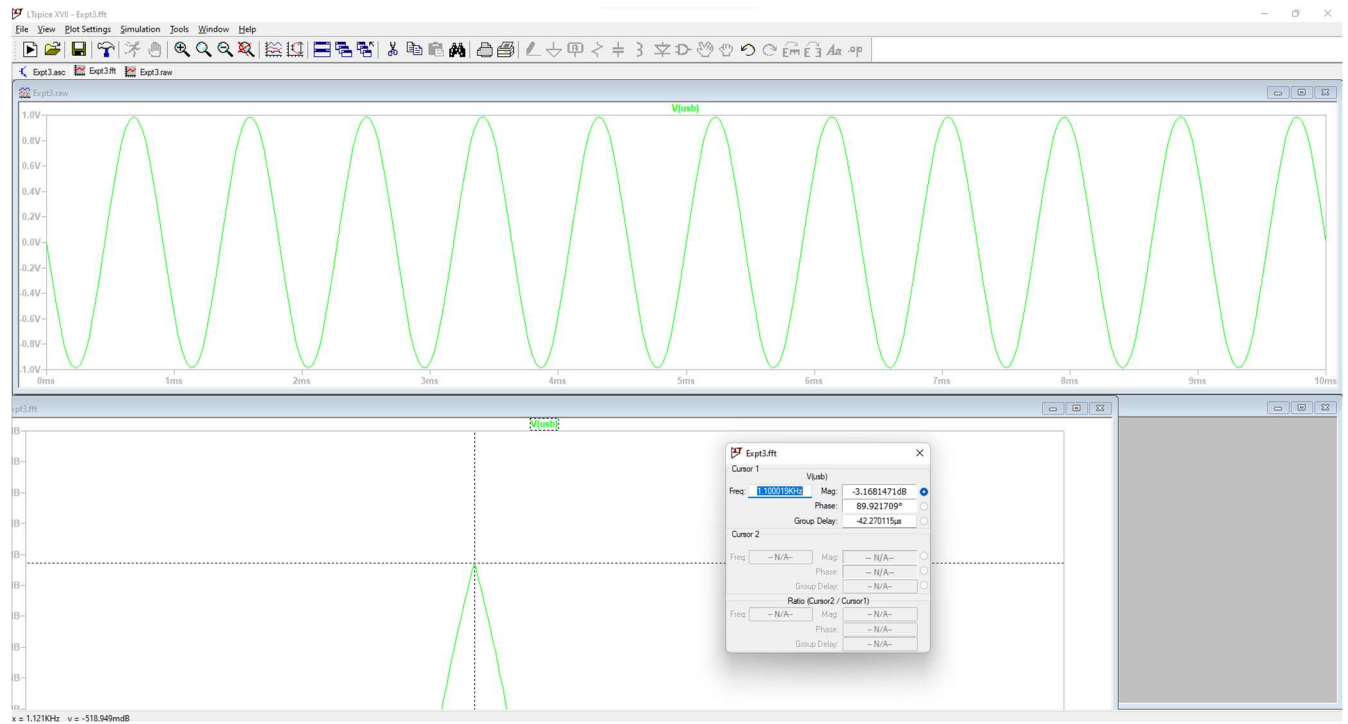 LTspice XVII - Expt3.fft
File View Plot Settings Simulation Tools Window Help
Expt3.asc Expt3.fft Expt3.raw
Expt3.raw
V(usb)
1.0V
0.8V
0.6V
0.4V
0.2V
0.0V
-0.2V
-0.4V
-0.6V
-0.8V
-1.0V
0ms 1ms 2ms 3ms 4ms 5ms 6ms 7ms 8ms 9ms 10ms
xpt3.fft
V(usb)
Expt3.fft
Cursor 1
V(usb)
Freq: 1.100019KHz Mag: -3.1681471dB
Phase: 89.921709°
Group Delay: -42.270115µs
Cursor 2
Freq: -- N/A-- Mag: -- N/A--
Phase: -- N/A--
Group Delay: -- N/A--
Ratio (Cursor2 / Cursor1)
Freq: -- N/A-- Mag: -- N/A--
Phase: -- N/A--
Group Delay: -- N/A--
x = 1.121KHz y = -518.949mdB